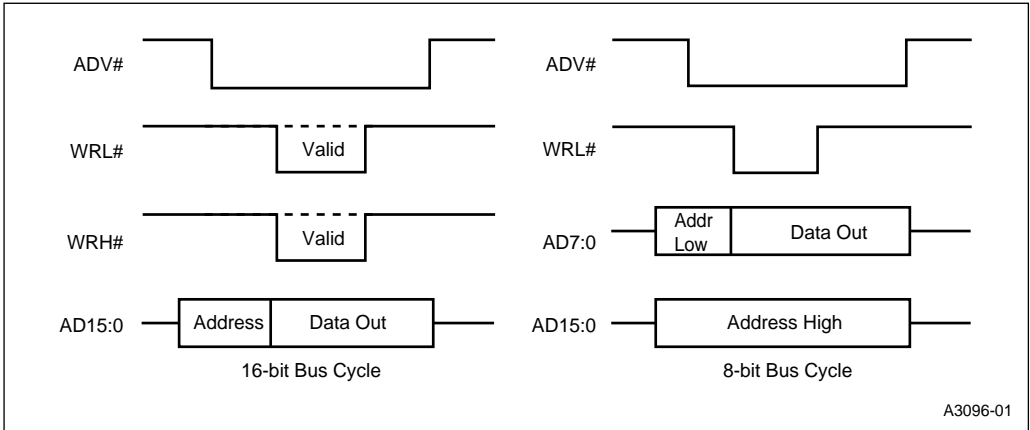 ADV#
WRL#
Valid
WRH#
Valid
AD15:0
Address
Data Out
16-bit Bus Cycle
ADV#
WRL#
AD7:0
Addr
Low
Data Out
AD15:0
Address High
8-bit Bus Cycle
A3096-01